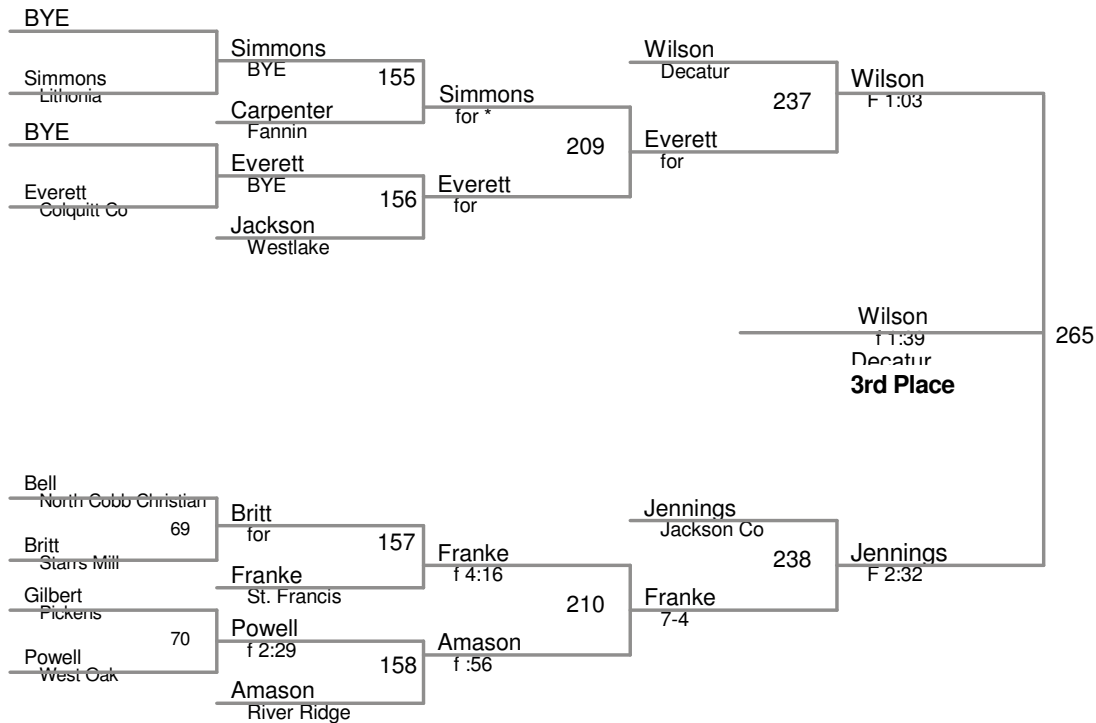 BYE
Simmons
Lithonia
BYE
Everett
Colquitt Co
Simmons
BYE
155
Carpenter
Fannin
Everett
BYE
156
Jackson
Westlake
Simmons
for *
209
Everett
for
Wilson
Decatur
237
Everett
for
Wilson
F 1:03
Wilson
f 1:39
Decatur
3rd Place
265
Bell
North Cobb Christian
69
Britt
Starrs Mill
Gilbert
Pickens
70
Powell
West Oak
Britt
for
157
Franke
St. Francis
Powell
f 2:29
158
Amason
River Ridge
Franke
f 4:16
210
Amason
f :56
Jennings
Jackson Co
238
Franke
7-4
Jennings
F 2:32